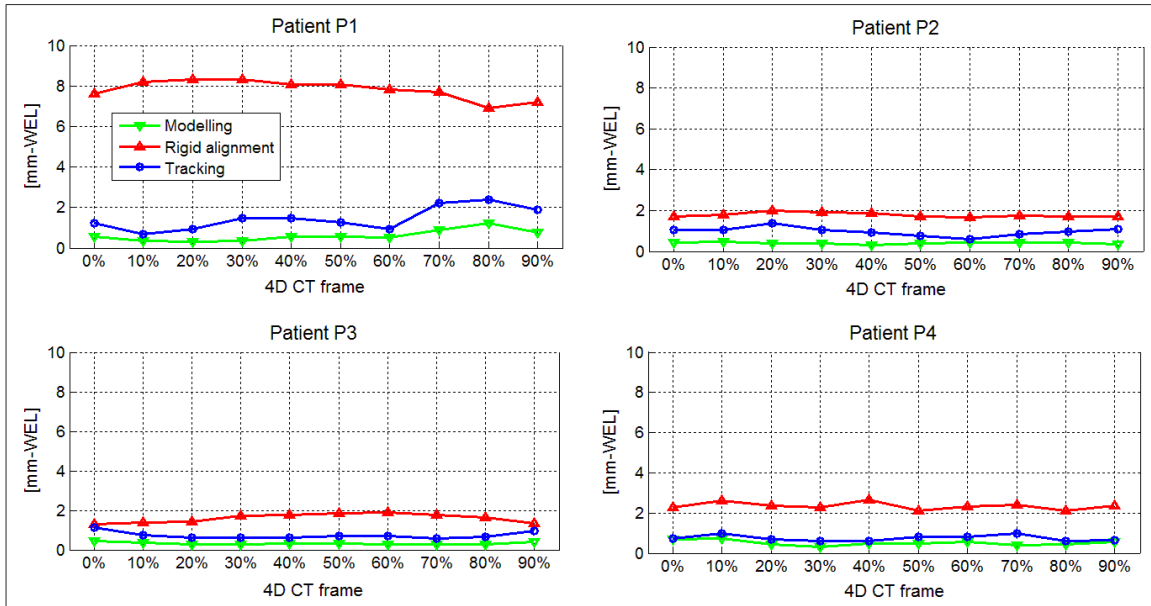 Patient P1
10
8
6
4
2
0
[mm-WEL]
Modelling
Rigid alignment
Tracking
0% 10% 20% 30% 40% 50% 60% 70% 80% 90%
4D CT frame
Patient P2
10
8
6
4
2
0
[mm-WEL]
0% 10% 20% 30% 40% 50% 60% 70% 80% 90%
4D CT frame
Patient P3
10
8
6
4
2
0
[mm-WEL]
0% 10% 20% 30% 40% 50% 60% 70% 80% 90%
4D CT frame
Patient P4
10
8
6
4
2
0
[mm-WEL]
0% 10% 20% 30% 40% 50% 60% 70% 80% 90%
4D CT frame